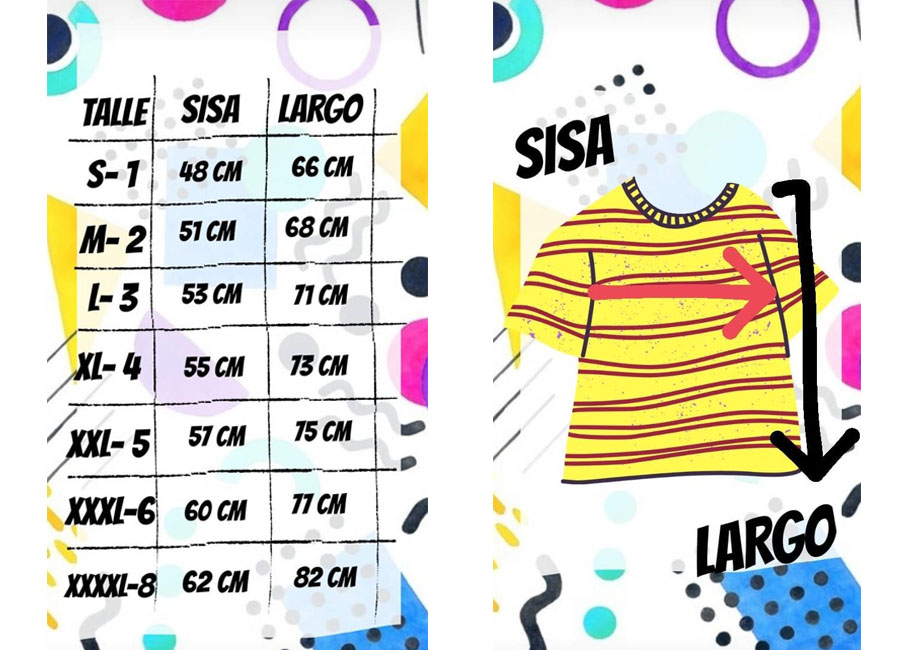 TALLE SISA LARGO
S- 1 48 CM 66 CM
M- 2 51 CM 68 CM
L- 3 53 CM 71 CM
XL- 4 55 CM 73 CM
XXL- 5 57 CM 75 CM
XXXL-6 60 CM 77 CM
XXXXL-8 62 CM 82 CM
SISA
LARGO